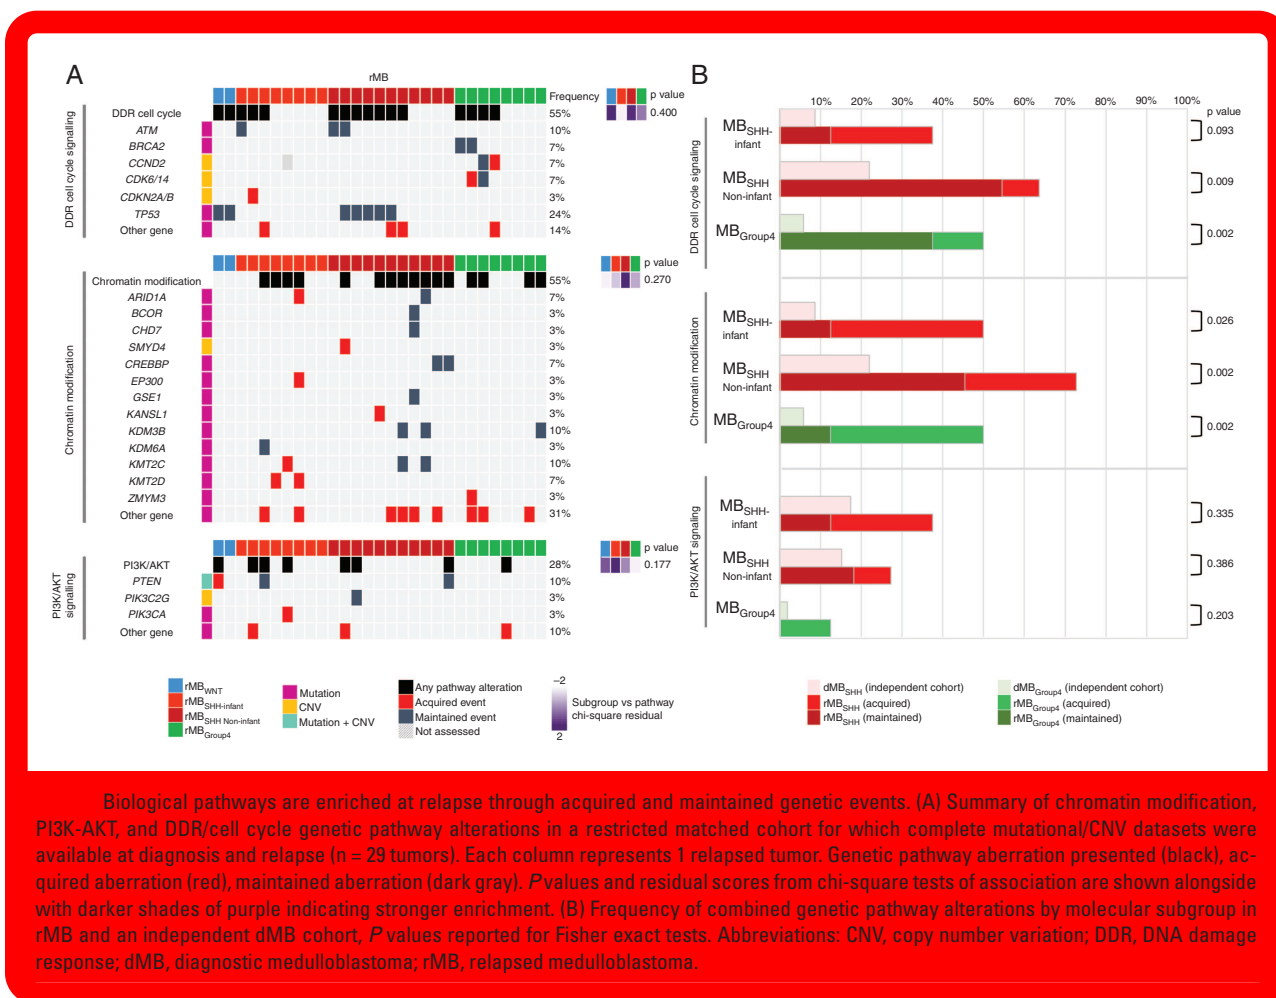 A
rMB
Frequency
p value
DDR cell cycle signalling
DDR cell cycle 55% 0.400
ATM 10%
BRCA2 7%
CCND2 7%
CDK6/14 7%
CDKN2A/B 3%
TP53 24%
Other gene 14%
p value
Chromatin modification
Chromatin modification 55% 0.270
ARID1A 7%
BCOR 3%
CHD7 3%
SMYD4 3%
CREBBP 7%
EP300 3%
GSE1 3%
KANSL1 3%
KDM3B 10%
KDM6A 3%
KMT2C 10%
KMT2D 7%
ZMYM3 3%
Other gene 31%
p value
PI3K/AKT
signalling
PI3K/AKT 28% 0.177
PTEN 10%
PIK3C2G 3%
PIK3CA 3%
Other gene 10%
rMBWNT
rMBSHH-infant
rMBSHH Non-infant
rMBGroup4
Mutation
CNV
Mutation + CNV
Any pathway alteration
Acquired event
Maintained event
Not assessed
−2
Subgroup vs pathway
chi-square residual
2
B
10% 20% 30% 40% 50% 60% 70% 80% 90% 100%
p value
DDR cell cycle signaling
MBSHH-
infant
0.093
MBSHH
Non-infant
0.009
MBGroup4
0.002
Chromatin modification
MBSHH-
infant
0.026
MBSHH
Non-infant
0.002
MBGroup4
0.002
PI3K/AKT signaling
MBSHH-
infant
0.335
MBSHH
Non-infant
0.386
MBGroup4
0.203
dMBSHH (independent cohort)
rMBSHH (acquired)
rMBSHH (maintained)
dMBGroup4 (independent cohort)
rMBGroup4 (acquired)
rMBGroup4 (maintained)
Biological pathways are enriched at relapse through acquired and maintained genetic events. (A) Summary of chromatin modification,
PI3K-AKT, and DDR/cell cycle genetic pathway alterations in a restricted matched cohort for which complete mutational/CNV datasets were
available at diagnosis and relapse (n = 29 tumors). Each column represents 1 relapsed tumor. Genetic pathway aberration presented (black), ac-
quired aberration (red), maintained aberration (dark gray). P values and residual scores from chi-square tests of association are shown alongside
with darker shades of purple indicating stronger enrichment. (B) Frequency of combined genetic pathway alterations by molecular subgroup in
rMB and an independent dMB cohort, P values reported for Fisher exact tests. Abbreviations: CNV, copy number variation; DDR, DNA damage
response; dMB, diagnostic medulloblastoma; rMB, relapsed medulloblastoma.